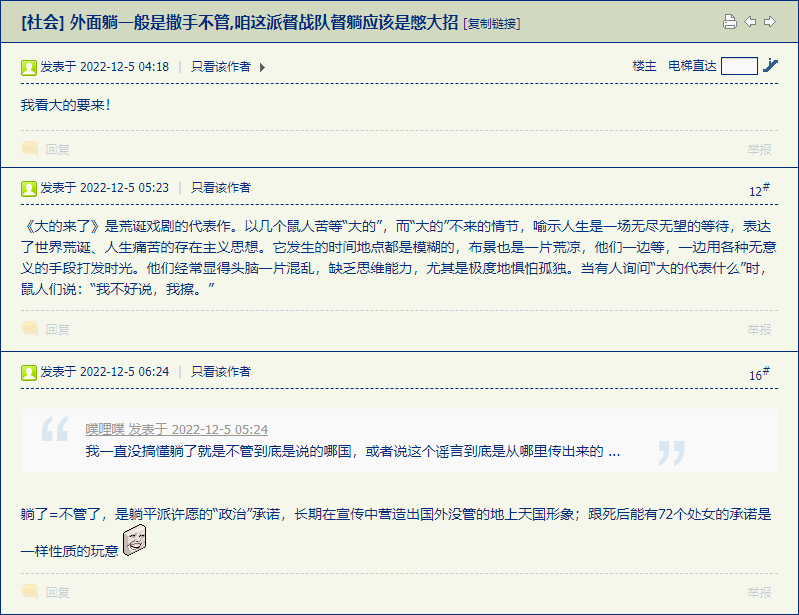 [社会] 外面躺一般是撒手不管,咱这派督战队督躺应该是憋大招 [复制链接]
发表于 2022-12-5 04:18 | 只看该作者 楼主 电梯直达
我看大的要来！
回复 举报
发表于 2022-12-5 05:23 | 只看该作者 12#
《大的来了》是荒诞戏剧的代表作。以几个鼠人苦等“大的”，而“大的”不来的情节，喻示人生是一场无尽无望的等待，表达
了世界荒诞、人生痛苦的存在主义思想。它发生的时间地点都是模糊的，布景也是一片荒凉，他们一边等，一边用各种无意
义的手段打发时光。他们经常显得头脑一片混乱，缺乏思维能力，尤其是极度地惧怕孤独。当有人询问“大的代表什么”时，
鼠人们说：“我不好说，我擦。”
回复 举报
发表于 2022-12-5 06:24 | 只看该作者 16#
噗哩噗 发表于 2022-12-5 05:24
我一直没搞懂躺了就是不管到底是说的哪国，或者说这个谣言到底是从哪里传出来的 ...
躺了=不管了，是躺平派许愿的“政治”承诺，长期在宣传中营造出国外没管的地上天国形象；跟死后能有72个处女的承诺是
一样性质的玩意
回复 举报